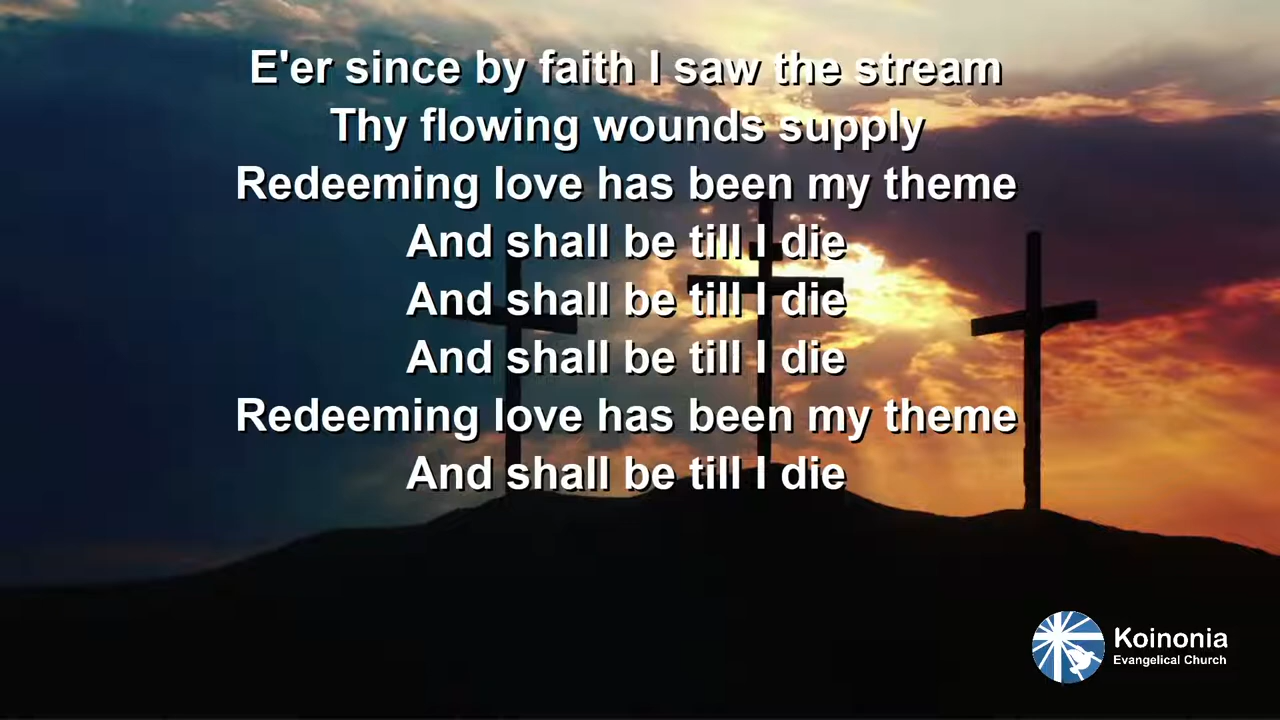 E'er since by faith I saw the stream
Thy flowing wounds supply
Redeeming love has been my theme
And shall be till I die
And shall be till I die
And shall be till I die
Redeeming love has been my theme
And shall be till I die
Koinonia
Evangelical Church